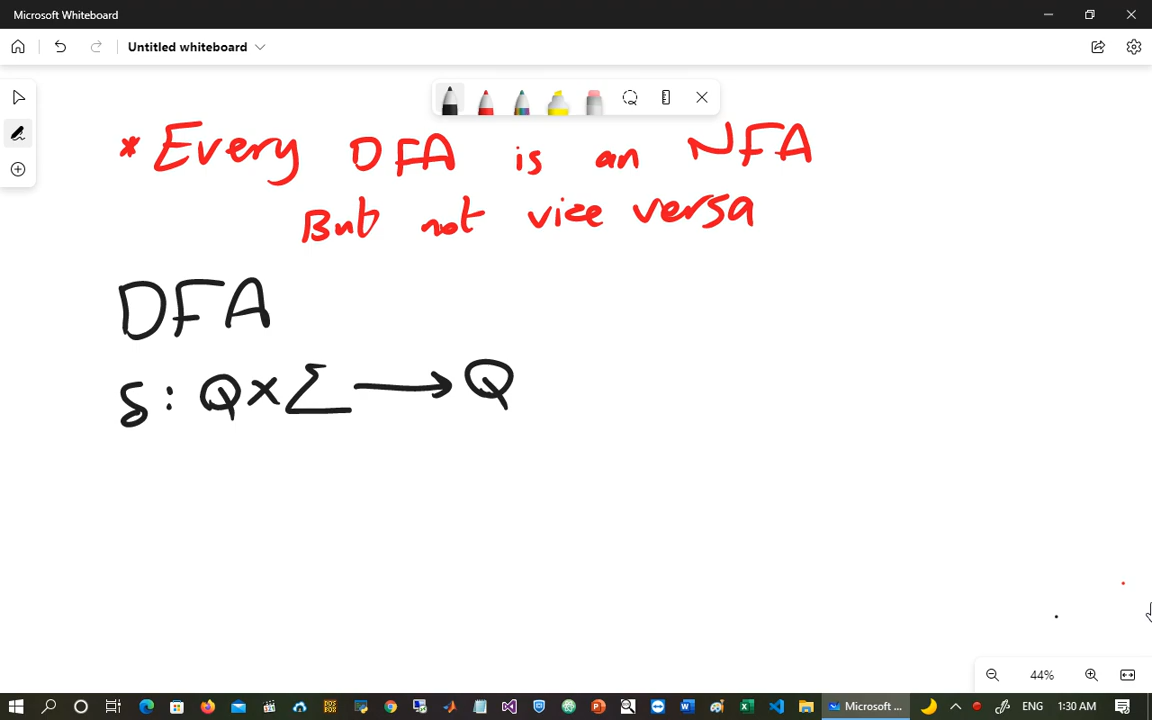 Microsoft Whiteboard
Untitled whiteboard
* Every DFA is an NFA
But not vice versa
DFA
δ : Q × Σ ⟶ Q
44%
Microsoft ...
ENG
1:30 AM